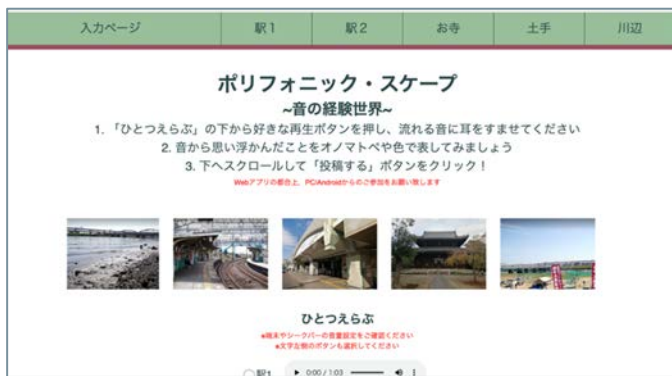 入力ページ 駅1 駅2 お寺 土手 川辺
ポリフォニック・スケープ
~音の経験世界~
1. 「ひとつえらぶ」の下から好きな再生ボタンを押し、流れる音に耳をすませてください
2. 音から思い浮かんだことをオノマトペや色で表してみましょう
3. 下へスクロールして「投稿する」ボタンをクリック！
Webアプリの都合上、PC/Androidからのご参加をお願い致します
ひとつえらぶ
※端末やシークバーの音量設定をご確認ください
※文字左側のボタンも選択してください
駅1 0:00 / 1:03